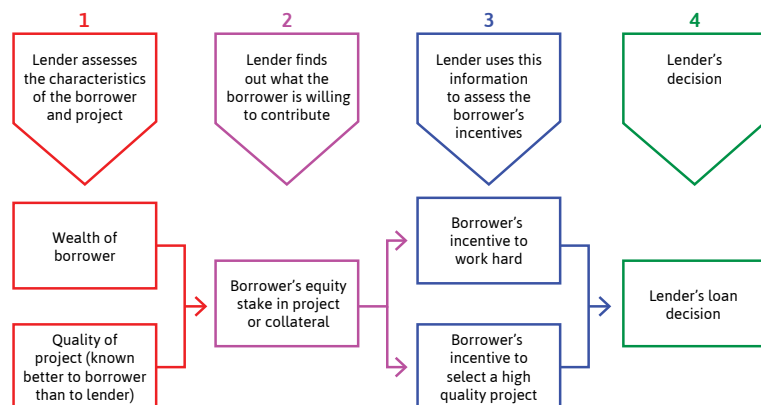 1
Lender assesses
the characteristics
of the borrower
and project
2
Lender finds
out what the
borrower is willing
to contribute
3
Lender uses this
information
to assess the
borrower's
incentives
4
Lender's
decision
Wealth of
borrower
Quality of
project (known
better to borrower
than to lender)
Borrower's equity
stake in project
or collateral
Borrower's
incentive to
work hard
Borrower's
incentive to
select a high
quality project
Lender's loan
decision